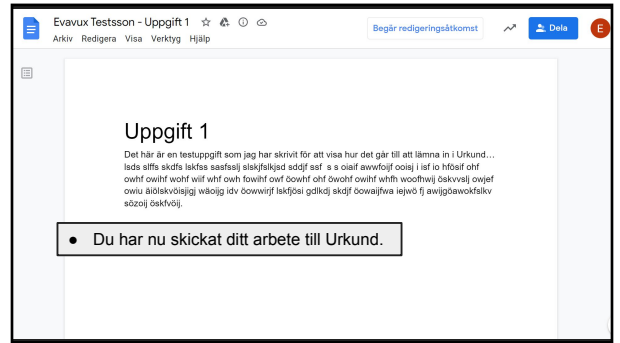 Evavux Testsson - Uppgift 1
Arkiv Redigera Visa Verktyg Hjälp
Begär redigeringsåtkomst
Dela
E
Uppgift 1
Det här är en testuppgift som jag har skrivit för att visa hur det går till att lämna in i Urkund…
lsds slffs skdfs lskfss sasfsslj slskjfslkjsd sddjf ssf s s oiaif awwfoijf ooisj i isf io hfösif ohf
owhf owihf wohf wiif whf owh fowihf owf öowhf ohf öwohf owihf whfh woofhwij öskvvslj owjef
owiu äiölskvöisjigj wäoijg idv öowwirjf lskfjösi gdlkdj skdjf öowaijfwa iejwö fj awijgöawokfslkv
sözoij öskfvöij.
● Du har nu skickat ditt arbete till Urkund.